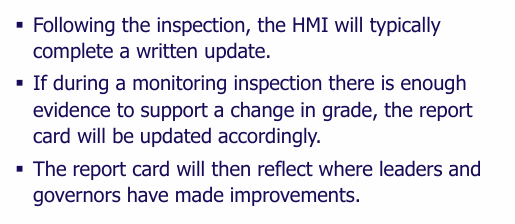 ▪ Following the inspection, the HMI will typically
complete a written update.
▪ If during a monitoring inspection there is enough
evidence to support a change in grade, the report
card will be updated accordingly.
▪ The report card will then reflect where leaders and
governors have made improvements.